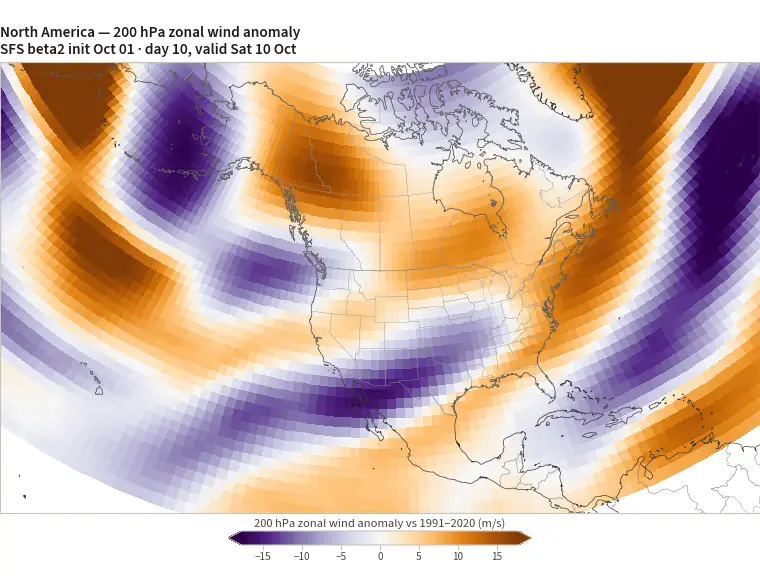 North America — 200 hPa zonal wind anomaly
SFS beta2 init Oct 01 · day 10, valid Sat 10 Oct
200 hPa zonal wind anomaly vs 1991–2020 (m/s)
−15 −10 −5 0 5 10 15